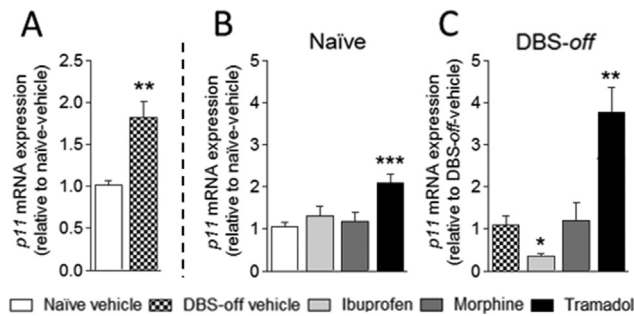 A
B
C
Naïve
DBS-off
p11 mRNA expression
(relative to naïve-vehicle)
2.5
2.0
1.5
1.0
0.5
0.0
**
p11 mRNA expression
(relative to naïve-vehicle)
5
4
3
2
1
0
***
p11 mRNA expression
(relative to DBS-off-vehicle)
5
4
3
2
1
0
*
**
Naïve vehicle DBS-off vehicle Ibuprofen Morphine Tramadol